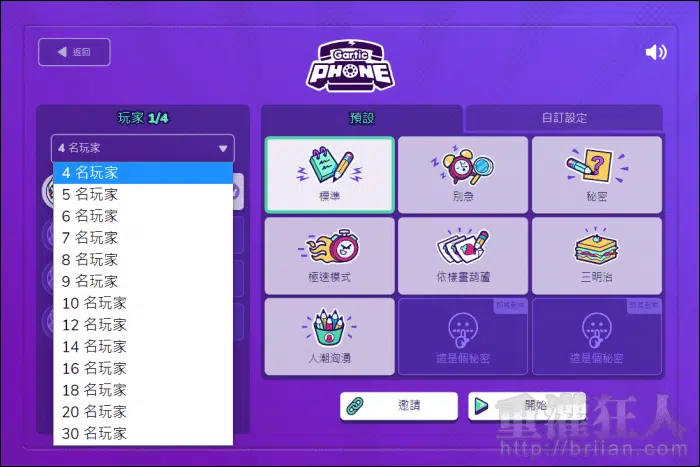 返回
Gartic
PHONE
玩家 1/4
4 名玩家
4 名玩家
5 名玩家
6 名玩家
7 名玩家
8 名玩家
9 名玩家
10 名玩家
12 名玩家
14 名玩家
16 名玩家
18 名玩家
20 名玩家
30 名玩家
預設
自訂設定
標準
別急
秘密
極速模式
依樣畫葫蘆
三明治
人潮洶湧
這是個秘密
這是個秘密
邀請
開始
重灌狂人
http://briian.com